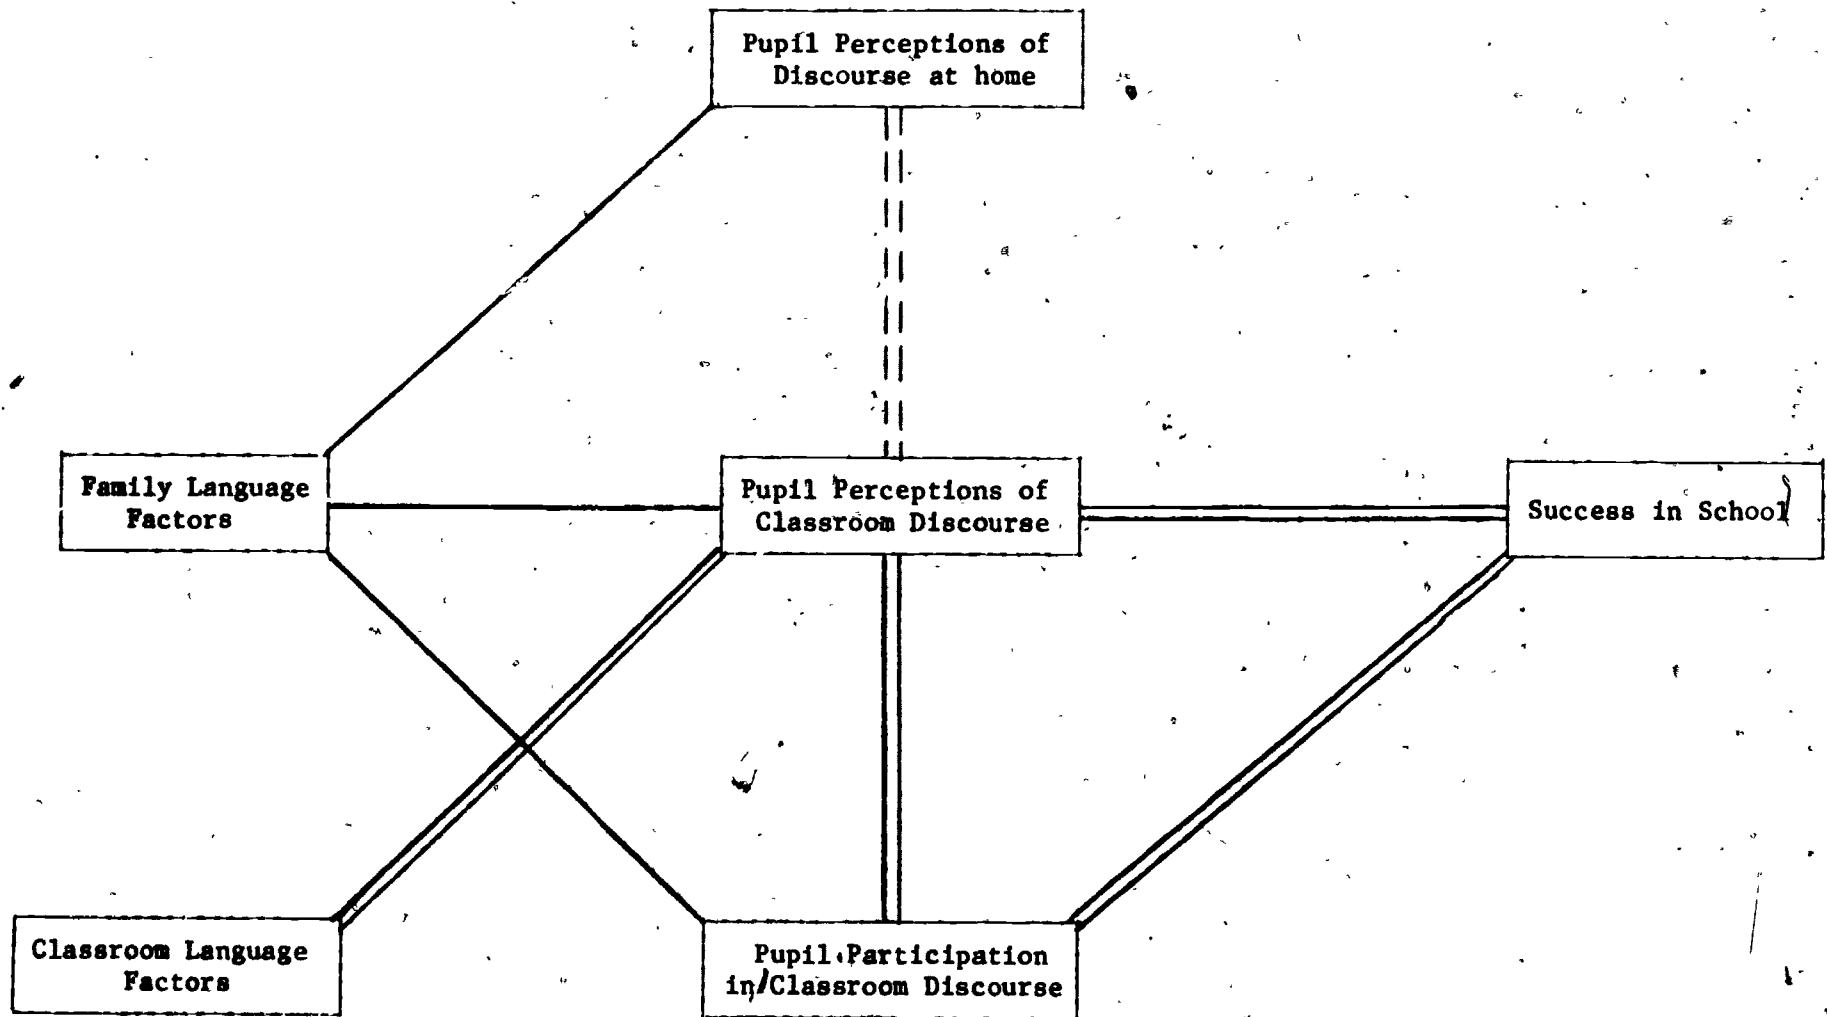 Pupil Perceptions of
Discourse at home
Family Language
Factors
Pupil Perceptions of
Classroom Discourse
Success in School
Classroom Language
Factors
Pupil Participation
in Classroom Discourse